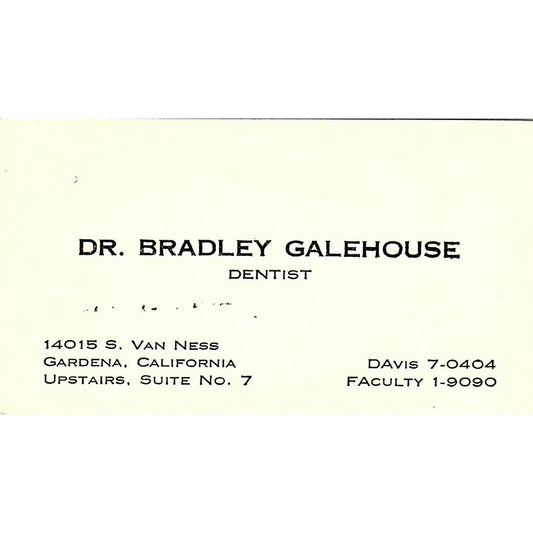 DR. BRADLEY GALEHOUSE
DENTIST
14015 S. VAN NESS
GARDENA, CALIFORNIA
UPSTAIRS, SUITE NO. 7
DAVIS 7-0404
FACULTY 1-9090